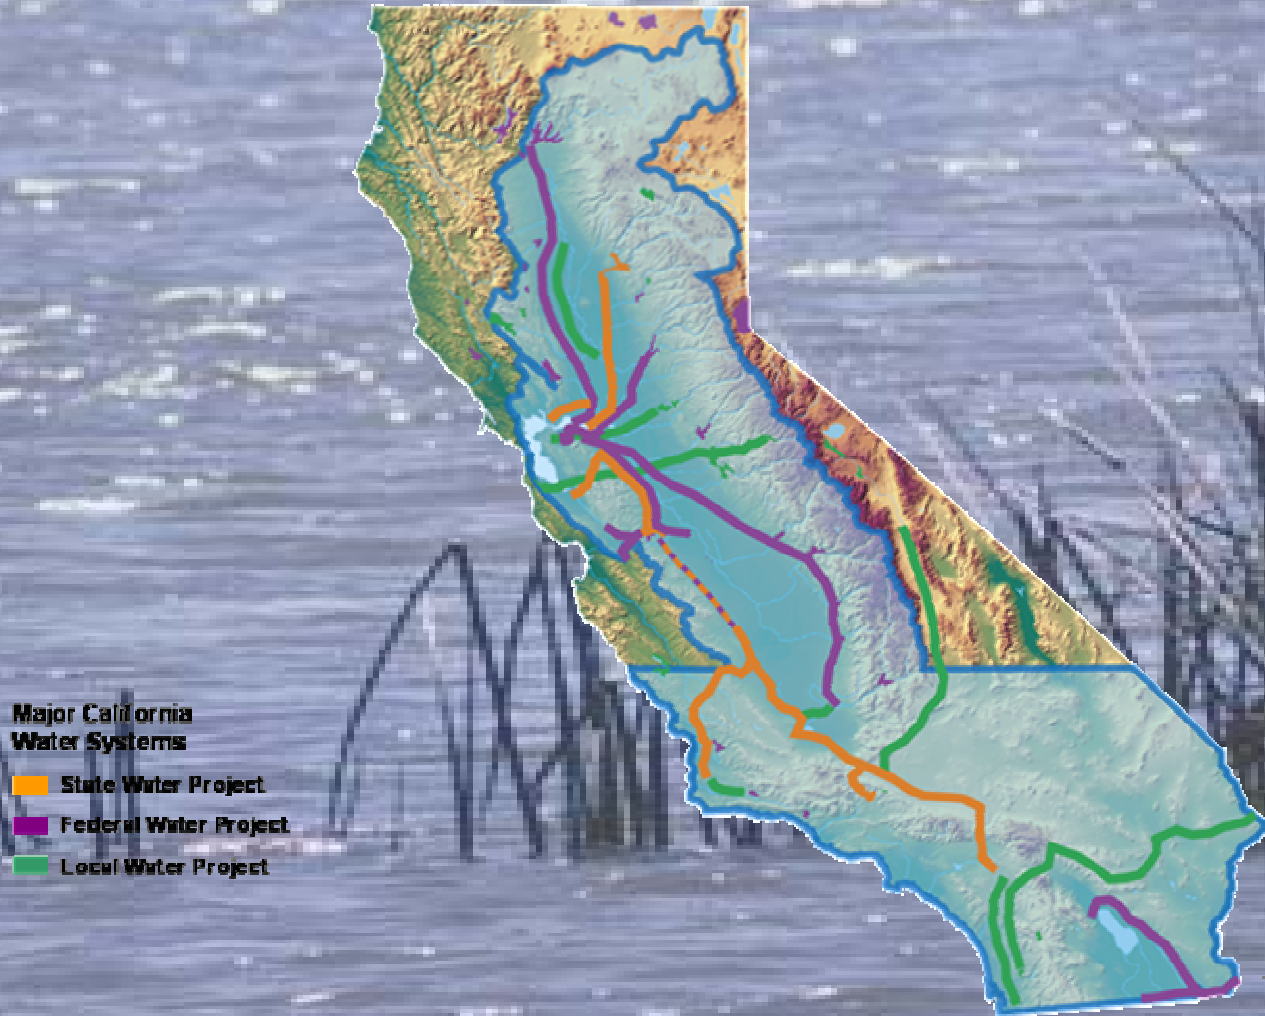 Major California
Water Systems
State Water Project
Federal Water Project
Local Water Project